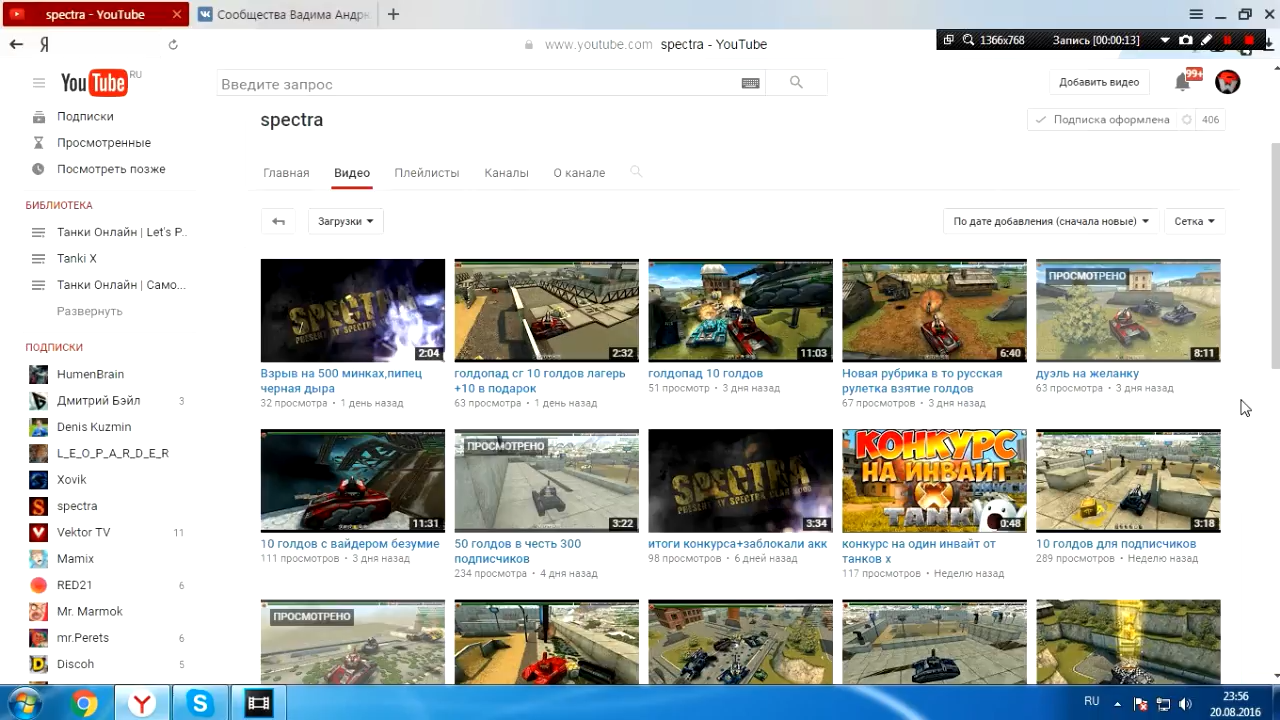 spectra - YouTube
Сообщества Вадима Андрк
www.youtube.com spectra - YouTube
1366x768
Запись [00:00:13]
YouTube RU
Введите запрос
Добавить видео
99+
Подписки
Просмотренные
Посмотреть позже
БИБЛИОТЕКА
Танки Онлайн | Let's P..
Tanki X
Танки Онлайн | Само...
Развернуть
ПОДПИСКИ
HumenBrain
Дмитрий Бэйл 3
Denis Kuzmin
L_E_O_P_A_R_D_E_R
Xovik
spectra
Vektor TV 11
Mamix
RED21 6
Mr. Marmok
mr.Perets 6
Discoh 5
spectra
Подписка оформлена 406
Главная Видео Плейлисты Каналы О канале
Загрузки
По дате добавления (сначала новые)
Сетка
SPECTRA
2:04
Взрыв на 500 минках,пипец
черная дыра
32 просмотра • 1 день назад
2:32
голдопад сг 10 голдов лагерь
+10 в подарок
63 просмотра • 1 день назад
11:03
голдопад 10 голдов
51 просмотр • 3 дня назад
6:40
Новая рубрика в то русская
рулетка взятие голдов
67 просмотров • 3 дня назад
ПРОСМОТРЕНО
8:11
дуэль на желанку
63 просмотра • 3 дня назад
11:31
10 голдов с вайдером безумие
111 просмотров • 3 дня назад
ПРОСМОТРЕНО
3:22
50 голдов в честь 300
подписчиков
234 просмотра • 4 дня назад
SPECTRA
3:34
итоги конкурса+заблокали акк
98 просмотров • 6 дней назад
КОНКУРС
НА ИНВАЙТ
0:48
конкурс на один инвайт от
танков х
117 просмотров • Неделю назад
3:18
10 голдов для подписчиков
289 просмотров • Неделю назад
ПРОСМОТРЕНО
RU
23:56
20.08.2016